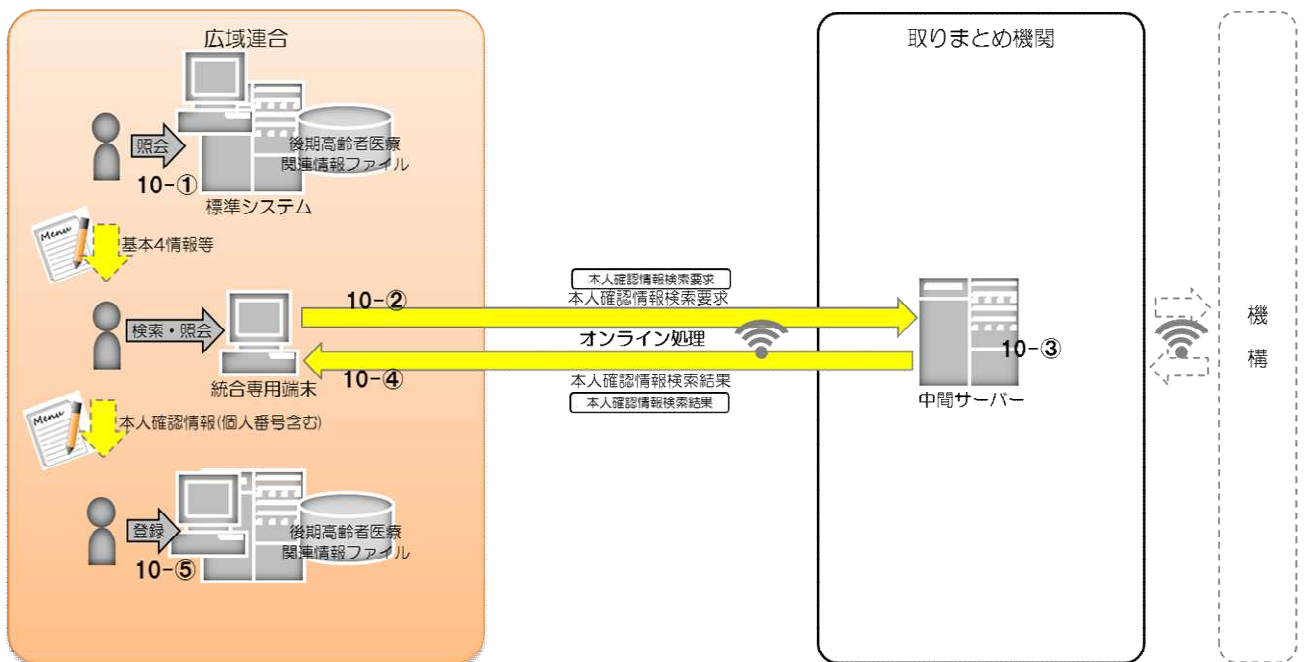 広域連合
照会
10-①
後期高齢者医療
関連情報ファイル
標準システム
Menu
基本4情報等
検索・照会
統合専用端末
10-②
本人確認情報検索要求
本人確認情報検索要求
オンライン処理
10-④
本人確認情報検索結果
本人確認情報検索結果
Menu
本人確認情報(個人番号含む)
登録
10-⑤
後期高齢者医療
関連情報ファイル
取りまとめ機関
10-③
中間サーバー
機
構